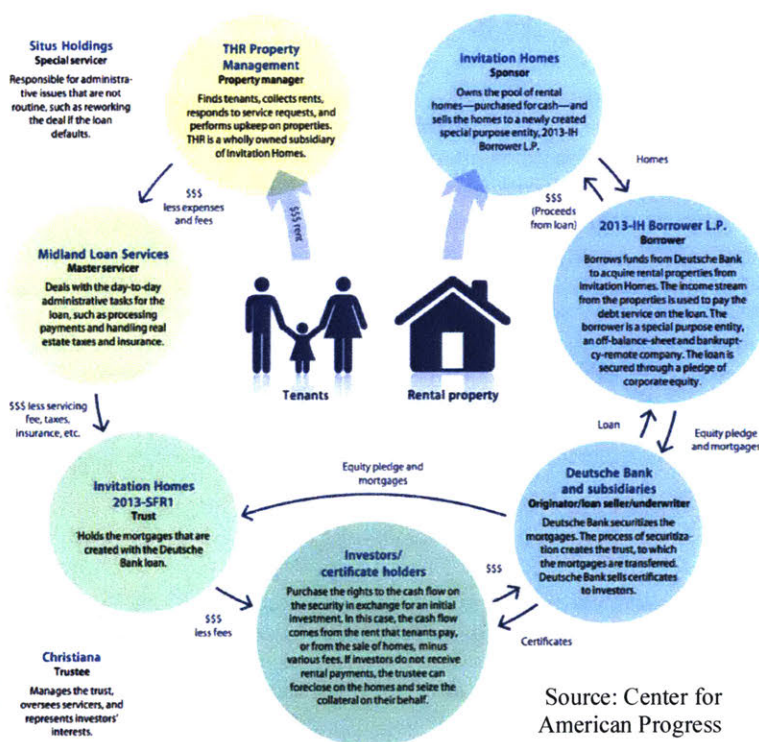 Situs Holdings
Special servicer
Responsible for administra-
tive issues that are not
routine, such as reworking
the deal if the loan
defaults.
THR Property
Management
Property manager
Finds tenants, collects rents,
responds to service requests, and
performs upkeep on properties.
THR is a wholly owned subsidiary
of Invitation Homes.
Invitation Homes
Sponsor
Owns the pool of rental
homes—purchased for cash—and
sells the homes to a newly created
special purpose entity, 2013-IH
Borrower L.P.
Homes
$$$
(Proceeds
from loan)
$$$
less expenses
and fees
$$$ rent
2013-IH Borrower L.P.
Borrower
Borrows funds from Deutsche Bank
to acquire rental properties from
Invitation Homes. The income stream
from the properties is used to pay the
debt service on the loan. The
borrower is a special purpose entity,
an off-balance-sheet and bankrupt-
cy-remote company. The loan is
secured through a pledge of
corporate equity.
Midland Loan Services
Master servicer
Deals with the day-to-day
administrative tasks for the
loan, such as processing
payments and handling real
estate taxes and insurance.
Tenants
Rental property
$$$ less servicing
fee, taxes,
insurance, etc.
Loan
Equity pledge
and mortgages
Equity pledge and
mortgages
Invitation Homes
2013-SFR1
Trust
Holds the mortgages that are
created with the Deutsche
Bank loan.
Deutsche Bank
and subsidiaries
Originator/loan seller/underwriter
Deutsche Bank securitizes the
mortgages. The process of securitiza-
tion creates the trust, to which
the mortgages are transferred.
Deutsche Bank sells certificates
to investors.
Investors/
certificate holders
Purchase the rights to the cash flow on
the security in exchange for an initial
investment. In this case, the cash flow
comes from the rent that tenants pay,
or from the sale of homes, minus
various fees. If investors do not receive
rental payments, the trustee can
foreclose on the homes and seize the
collateral on their behalf.
$$$
$$$
less fees
Certificates
Christiana
Trustee
Manages the trust,
oversees servicers, and
represents investors'
interests.
Source: Center for
American Progress